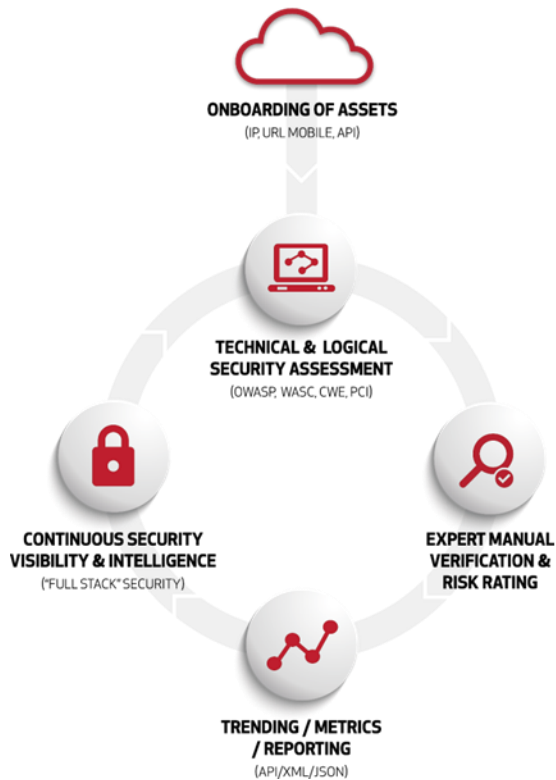 ONBOARDING OF ASSETS
(IP, URL MOBILE, API)
TECHNICAL & LOGICAL
SECURITY ASSESSMENT
(OWASP, WASC, CWE, PCI)
CONTINUOUS SECURITY
VISIBILITY & INTELLIGENCE
("FULL STACK" SECURITY)
EXPERT MANUAL
VERIFICATION &
RISK RATING
TRENDING / METRICS
/ REPORTING
(API/XML/JSON)